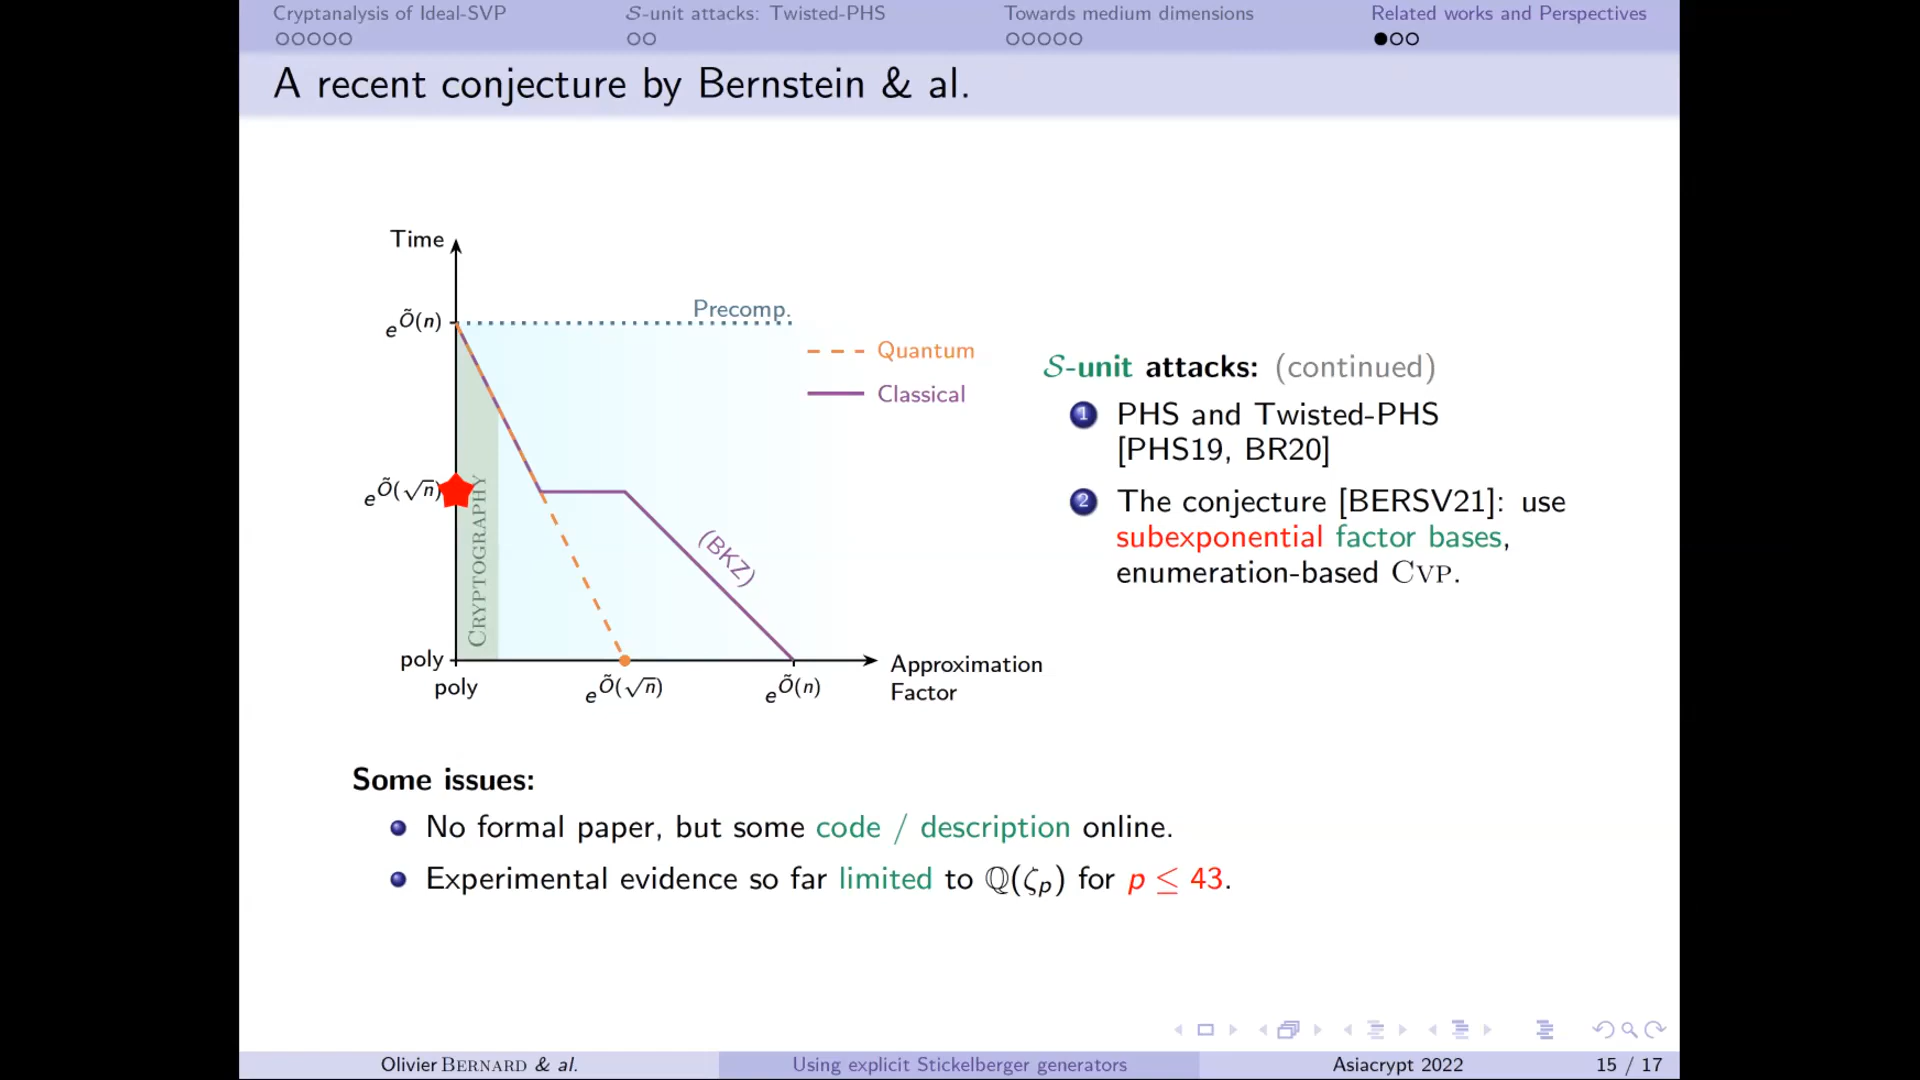 Cryptanalysis of Ideal-SVP
𝒮-unit attacks: Twisted-PHS
Towards medium dimensions
Related works and Perspectives
A recent conjecture by Bernstein & al.
Time
e^Õ(n)
Precomp.
Quantum
Classical
e^Õ(√n)
CRYPTOGRAPHY
(BKZ)
poly
poly
e^Õ(√n)
e^Õ(n)
Approximation
Factor
𝒮-unit attacks: (continued)
1 PHS and Twisted-PHS
[PHS19, BR20]
2 The conjecture [BERSV21]: use
subexponential factor bases,
enumeration-based CVP.
Some issues:
No formal paper, but some code / description online.
Experimental evidence so far limited to ℚ(ζ_p) for p ≤ 43.
Olivier BERNARD & al.
Using explicit Stickelberger generators
Asiacrypt 2022
15 / 17